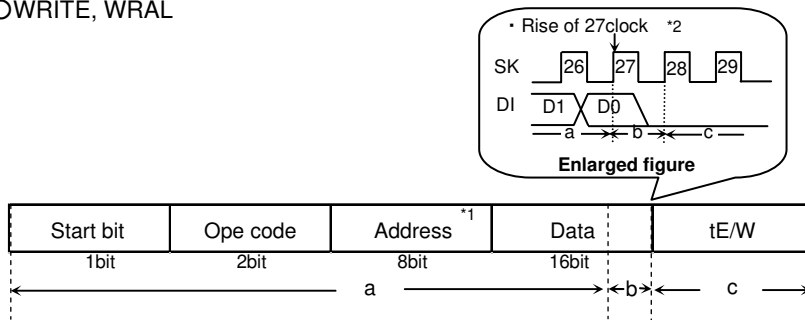 ○WRITE, WRAL
・Rise of 27clock *2
SK 26 27 28 29
DI D1 D0
a b c
Enlarged figure
Start bit Ope code Address *1 Data tE/W
1bit 2bit 8bit 16bit
a b c